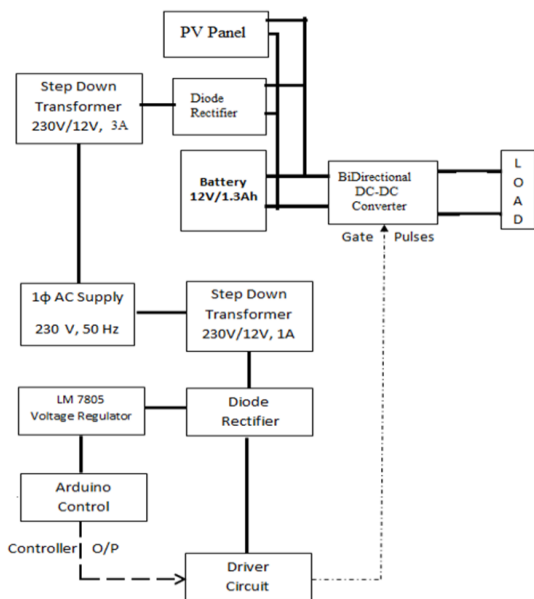 PV Panel
Step Down
Transformer
230V/12V, 3A
Diode
Rectifier
Battery
12V/1.3Ah
BiDirectional
DC-DC
Converter
L
O
A
D
Gate Pulses
1ϕ AC Supply
230 V, 50 Hz
Step Down
Transformer
230V/12V, 1A
LM 7805
Voltage Regulator
Diode
Rectifier
Arduino
Control
Controller O/P
Driver
Circuit